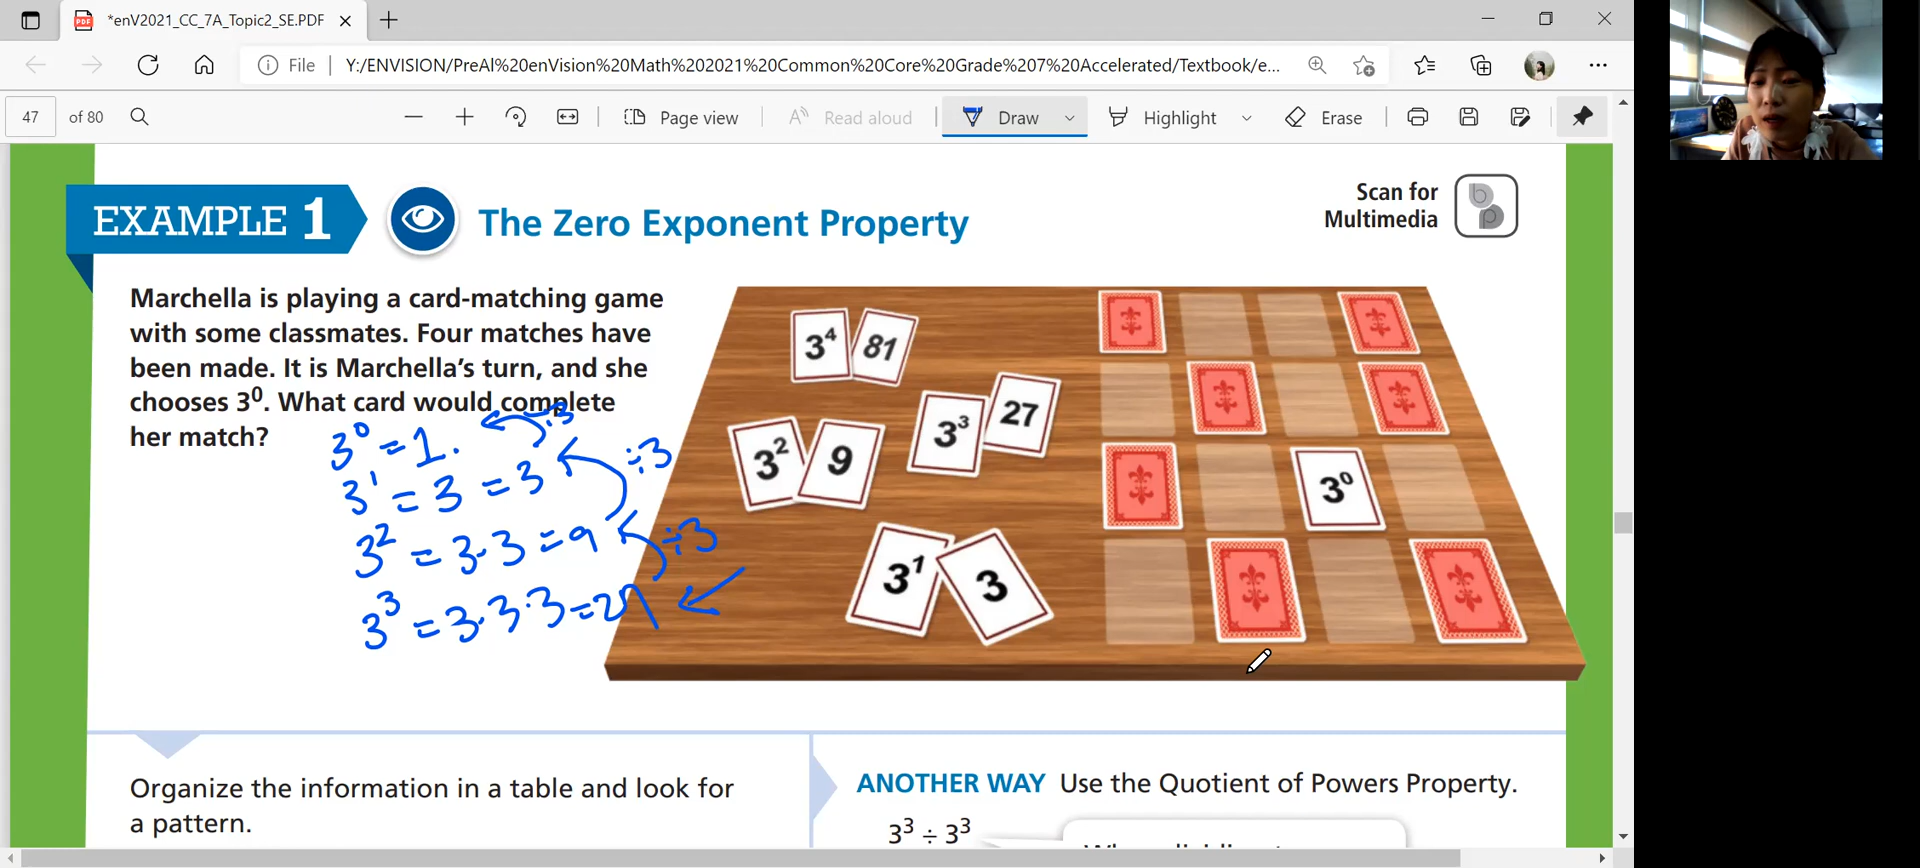 *enV2021_CC_7A_Topic2_SE.PDF
File
Y:/ENVISION/PreAl%20enVision%20Math%202021%20Common%20Core%20Grade%207%20Accelerated/Textbook/e...
47 of 80
Page view
Read aloud
Draw
Highlight
Erase
EXAMPLE 1
The Zero Exponent Property
Scan for
Multimedia
Marchella is playing a card-matching game
with some classmates. Four matches have
been made. It is Marchella's turn, and she
chooses 3⁰. What card would complete
her match?
÷3
3⁰ = 1.
3¹ = 3 = 3
÷3
3² = 3·3 = 9
÷3
3³ = 3·3·3 = 27
3⁴ 81
3³ 27
3² 9
3⁰
3¹ 3
Organize the information in a table and look for
a pattern.
ANOTHER WAY Use the Quotient of Powers Property.
3³ ÷ 3³